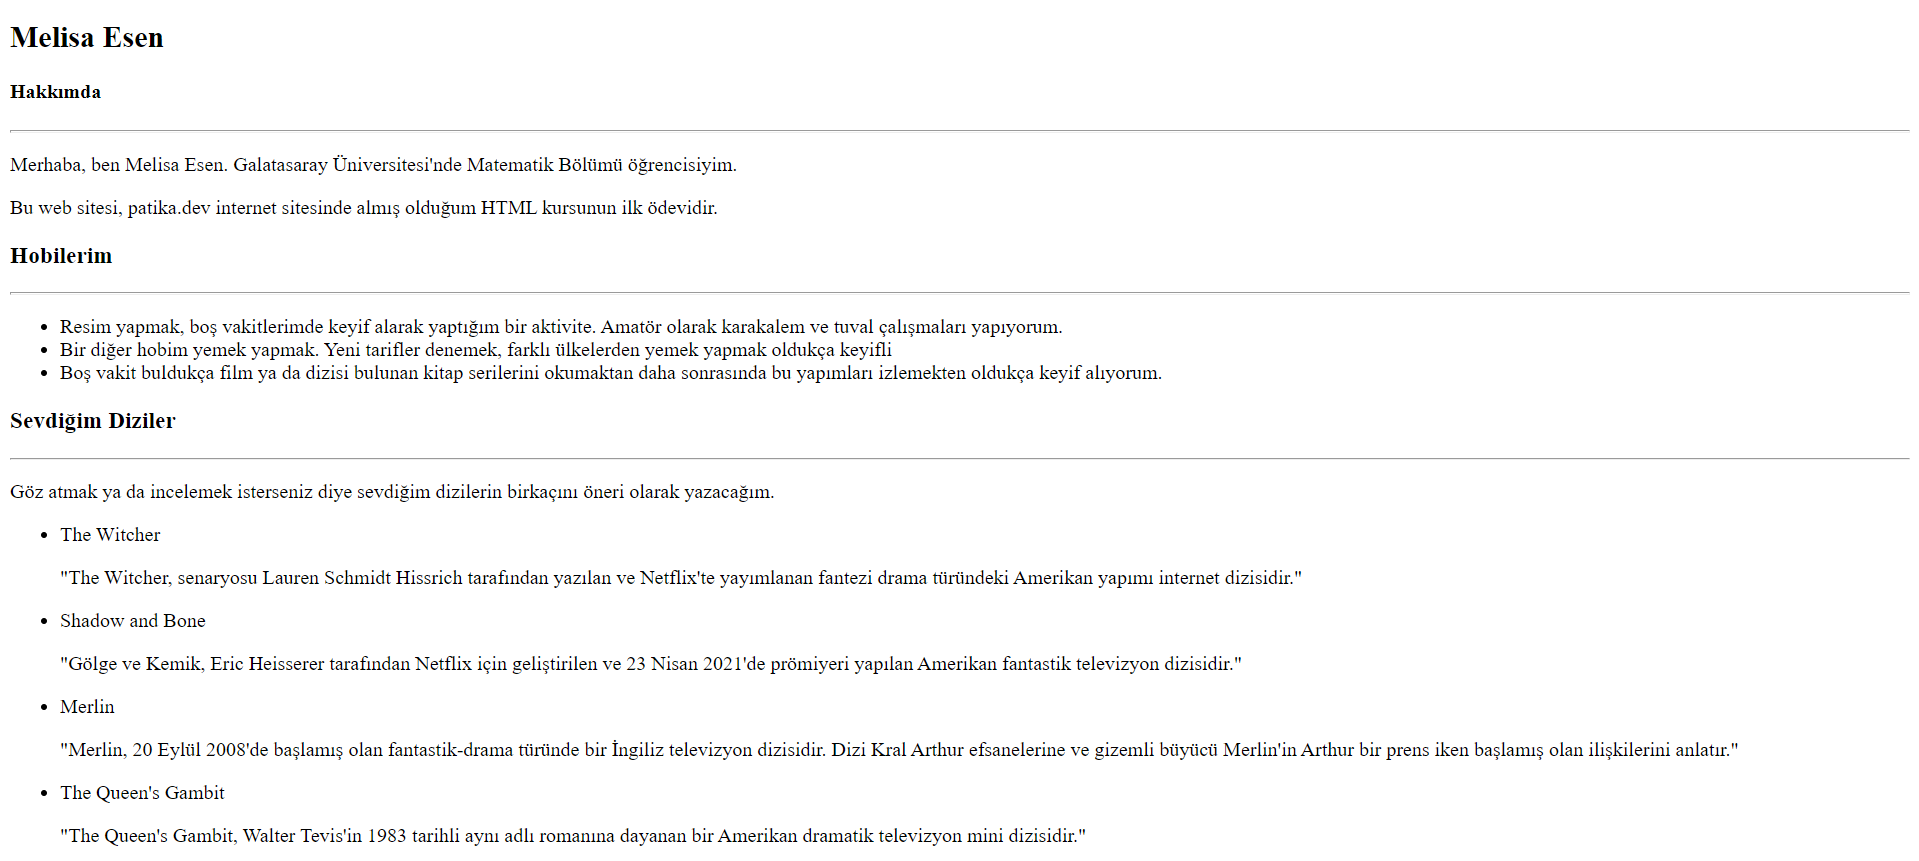 Melisa Esen
Hakkımda
Merhaba, ben Melisa Esen. Galatasaray Üniversitesi'nde Matematik Bölümü öğrencisiyim.
Bu web sitesi, patika.dev internet sitesinde almış olduğum HTML kursunun ilk ödevidir.
Hobilerim
• Resim yapmak, boş vakitlerimde keyif alarak yaptığım bir aktivite. Amatör olarak karakalem ve tuval çalışmaları yapıyorum.
• Bir diğer hobim yemek yapmak. Yeni tarifler denemek, farklı ülkelerden yemek yapmak oldukça keyifli
• Boş vakit buldukça film ya da dizisi bulunan kitap serilerini okumaktan daha sonrasında bu yapımları izlemekten oldukça keyif alıyorum.
Sevdiğim Diziler
Göz atmak ya da incelemek isterseniz diye sevdiğim dizilerin birkaçını öneri olarak yazacağım.
• The Witcher
"The Witcher, senaryosu Lauren Schmidt Hissrich tarafından yazılan ve Netflix'te yayımlanan fantezi drama türündeki Amerikan yapımı internet dizisidir."
• Shadow and Bone
"Gölge ve Kemik, Eric Heisserer tarafından Netflix için geliştirilen ve 23 Nisan 2021'de prömiyeri yapılan Amerikan fantastik televizyon dizisidir."
• Merlin
"Merlin, 20 Eylül 2008'de başlamış olan fantastik-drama türünde bir İngiliz televizyon dizisidir. Dizi Kral Arthur efsanelerine ve gizemli büyücü Merlin'in Arthur bir prens iken başlamış olan ilişkilerini anlatır."
• The Queen's Gambit
"The Queen's Gambit, Walter Tevis'in 1983 tarihli aynı adlı romanına dayanan bir Amerikan dramatik televizyon mini dizisidir."